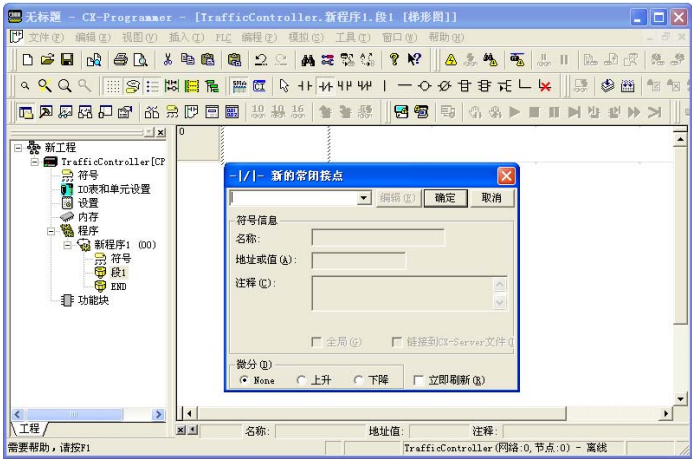 无标题 - CX-Programmer - [TrafficController.新程序1.段1 [梯形图]]
文件(F) 编辑(E) 视图(V) 插入(I) PLC 编程(P) 模拟(S) 工具(T) 窗口(W) 帮助(H)
10 10 16
新工程
TrafficController[CP
符号
IO表和单元设置
设置
内存
程序
新程序1 (00)
符号
段1
END
功能块
工程
0
-|/|- 新的常闭接点
编辑(E) 确定 取消
符号信息
名称:
地址或值(A):
注释(C):
全局(G) 链接到CX-Server文件(
微分(D)
None 上升 下降 立即刷新(R)
名称: 地址值: 注释:
需要帮助,请按F1 TrafficController(网络:0,节点:0) - 离线